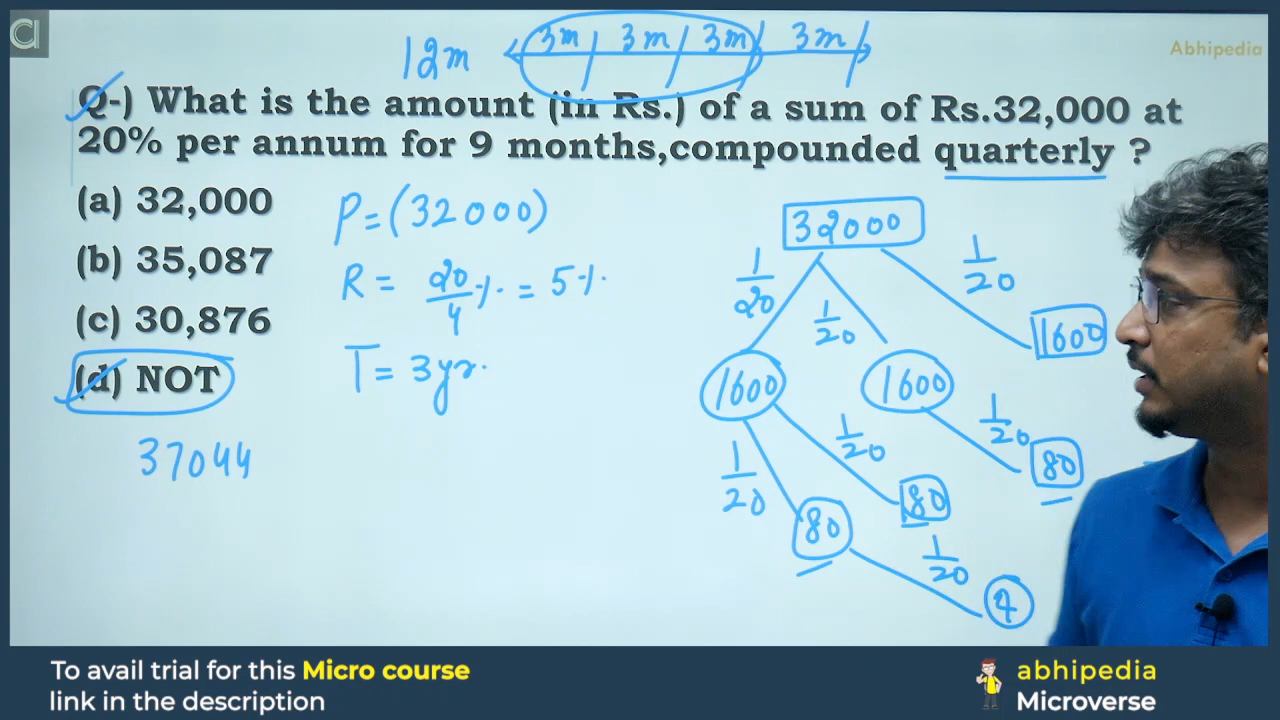 a
12m 3m 3m 3m 3m
Abhipedia
Q-) What is the amount (in Rs.) of a sum of Rs.32,000 at
20% per annum for 9 months,compounded quarterly ?
(a) 32,000
(b) 35,087
(c) 30,876
(d) NOT
37044
P=(32000)
R = 20/4 % = 5%
T = 3yr.
32000
1/20 1/20 1/20
1600 1600 1600
1/20 1/20 1/20
80 80 80
1/20
4
To avail trial for this Micro course
link in the description
abhipedia
Microverse